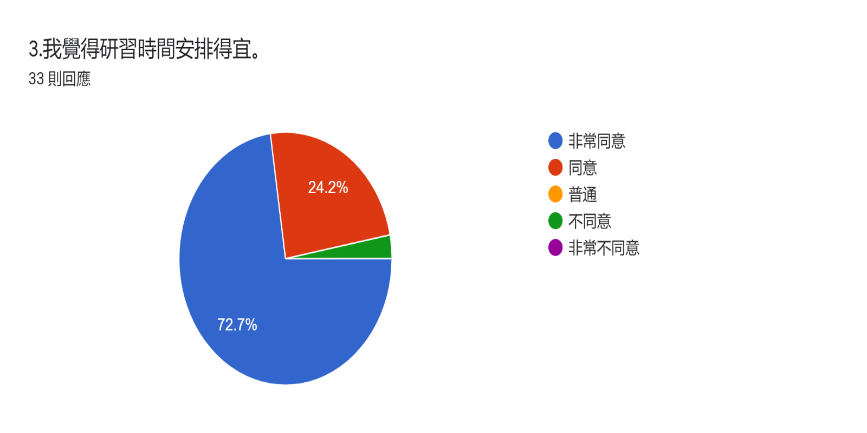 3.我覺得研習時間安排得宜。
33 則回應
非常同意
同意
普通
不同意
非常不同意
24.2%
72.7%